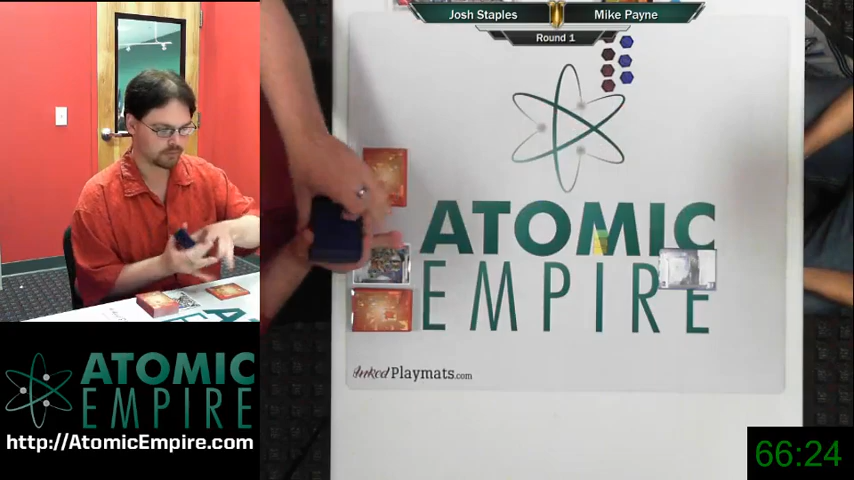 Josh Staples
Mike Payne
Round 1
ATOMIC
EMPIRE
InkedPlaymats.com
ATOMIC
EMPIRE
http://AtomicEmpire.com
66:24